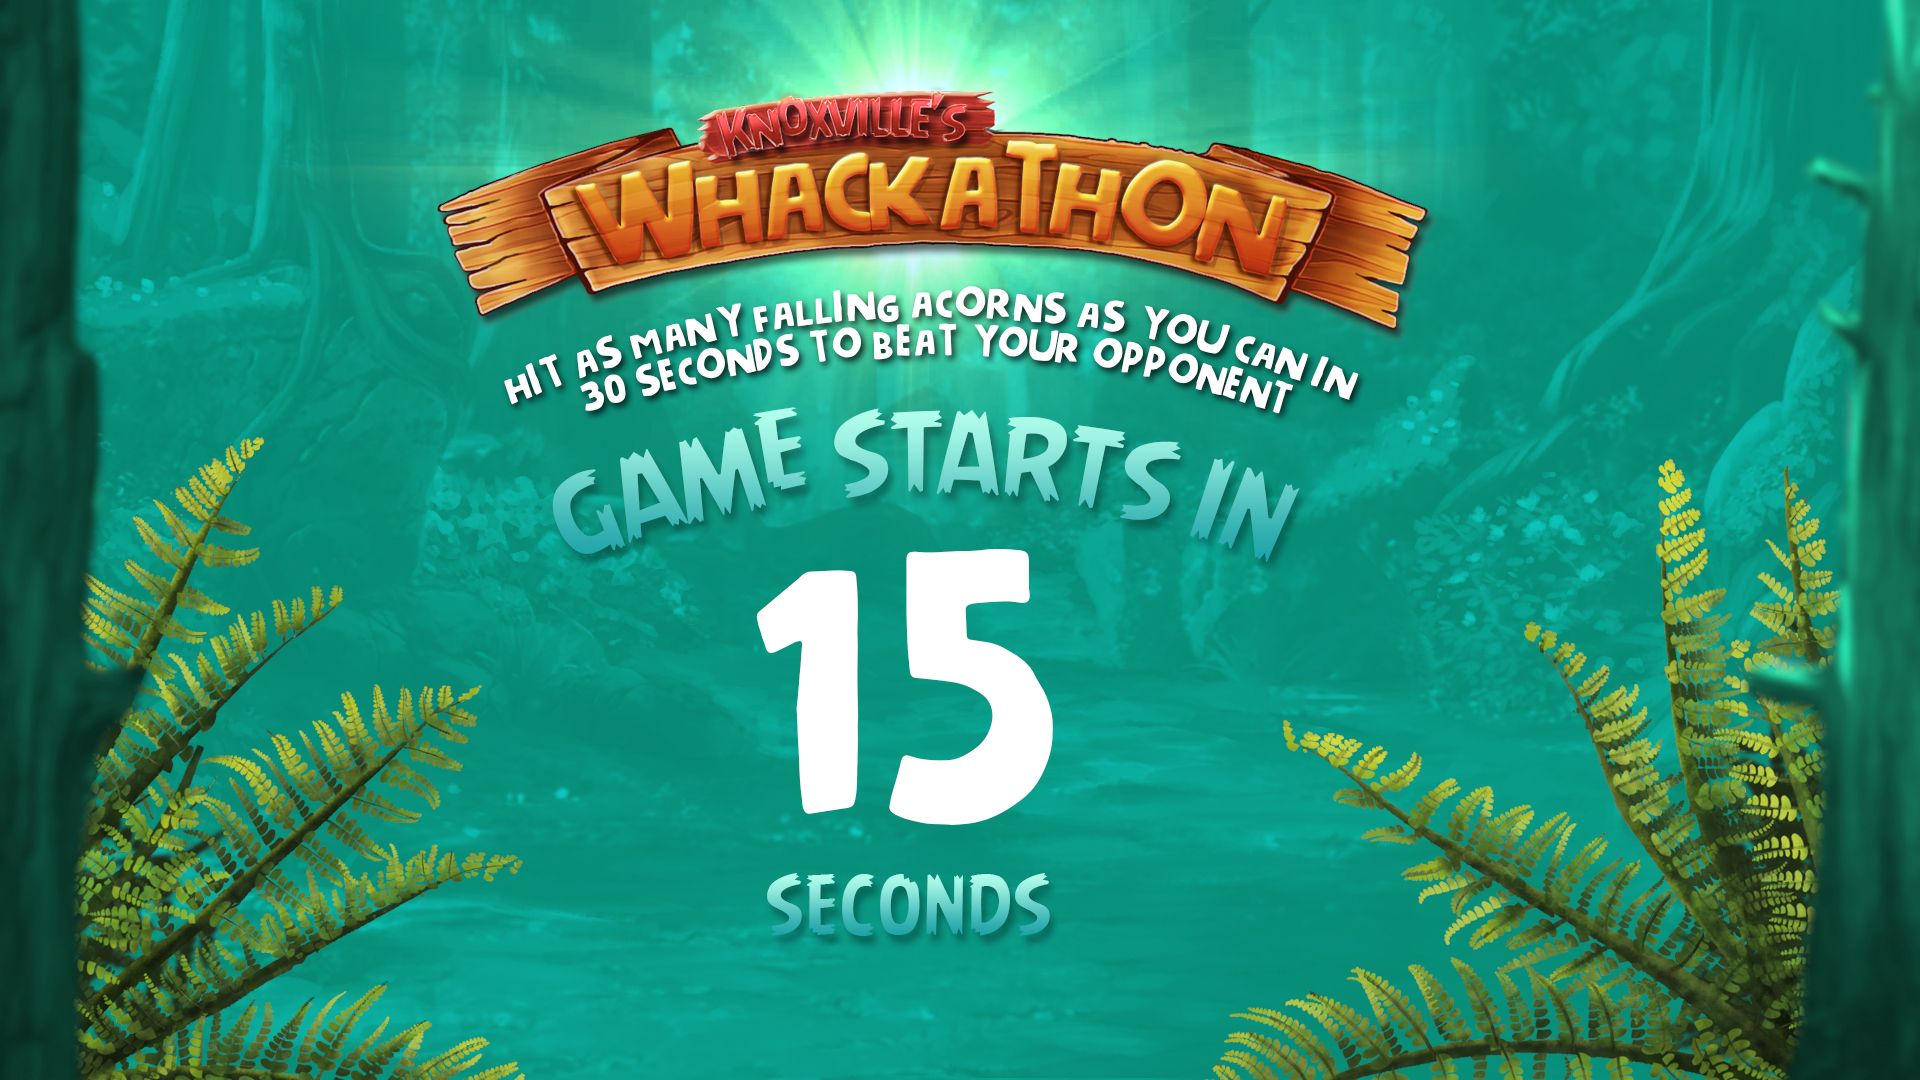 KNOXVILLE'S
WHACKATHON
HIT AS MANY FALLING ACORNS AS YOU CAN IN
30 SECONDS TO BEAT YOUR OPPONENT
GAME STARTS IN
15
SECONDS